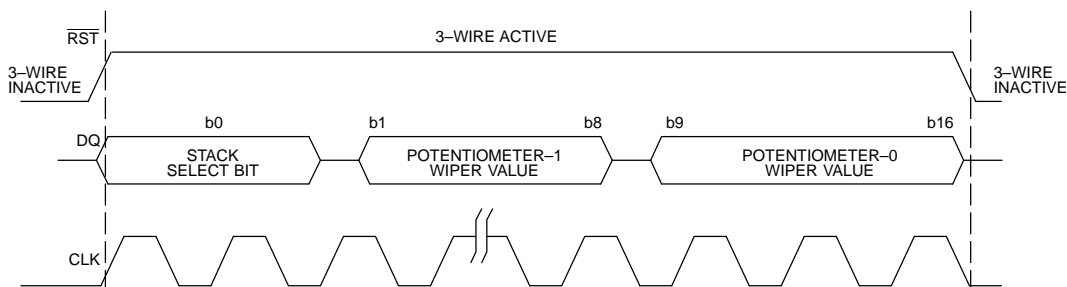 RST
3–WIRE ACTIVE
3–WIRE
INACTIVE
3–WIRE
INACTIVE
b0
b1
b8
b9
b16
DQ
STACK
SELECT BIT
POTENTIOMETER–1
WIPER VALUE
POTENTIOMETER–0
WIPER VALUE
CLK